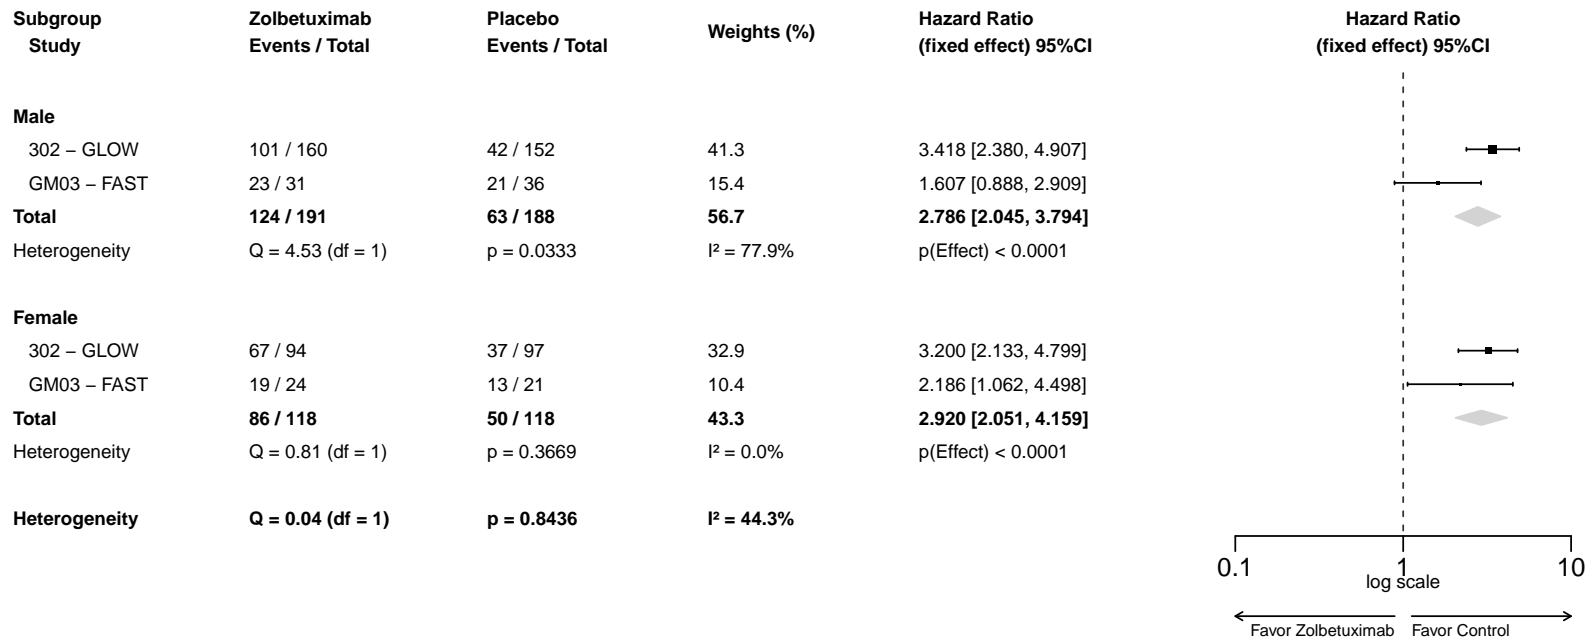 Subgroup Zolbetuximab Placebo Weights (%) Hazard Ratio Hazard Ratio
Study Events / Total Events / Total (fixed effect) 95%CI (fixed effect) 95%CI
Male
302 – GLOW 101 / 160 42 / 152 41.3 3.418 [2.380, 4.907]
GM03 – FAST 23 / 31 21 / 36 15.4 1.607 [0.888, 2.909]
Total 124 / 191 63 / 188 56.7 2.786 [2.045, 3.794]
Heterogeneity Q = 4.53 (df = 1) p = 0.0333 I² = 77.9% p(Effect) < 0.0001
Female
302 – GLOW 67 / 94 37 / 97 32.9 3.200 [2.133, 4.799]
GM03 – FAST 19 / 24 13 / 21 10.4 2.186 [1.062, 4.498]
Total 86 / 118 50 / 118 43.3 2.920 [2.051, 4.159]
Heterogeneity Q = 0.81 (df = 1) p = 0.3669 I² = 0.0% p(Effect) < 0.0001
Heterogeneity Q = 0.04 (df = 1) p = 0.8436 I² = 44.3%
0.1 1 10
log scale
Favor Zolbetuximab Favor Control